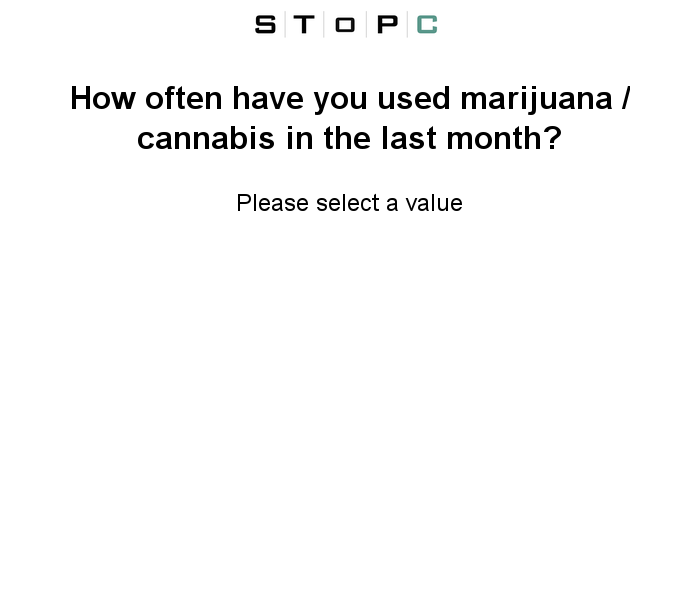 S T O P C
How often have you used marijuana /
cannabis in the last month?
Please select a value